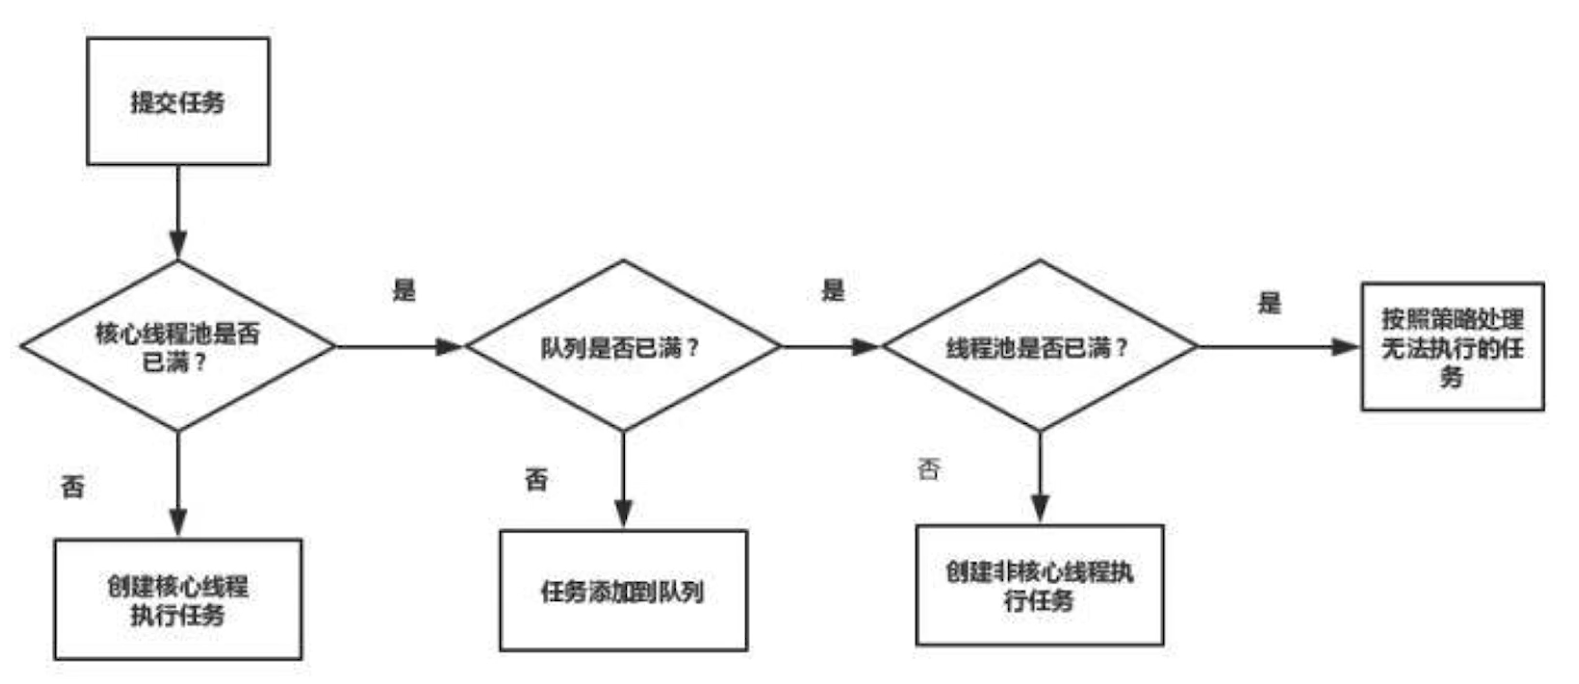 提交任务
核心线程池是否
已满？
是
队列是否已满？
是
线程池是否已满？
是
按照策略处理
无法执行的任
务
否
创建核心线程
执行任务
否
任务添加到队列
否
创建非核心线程执
行任务